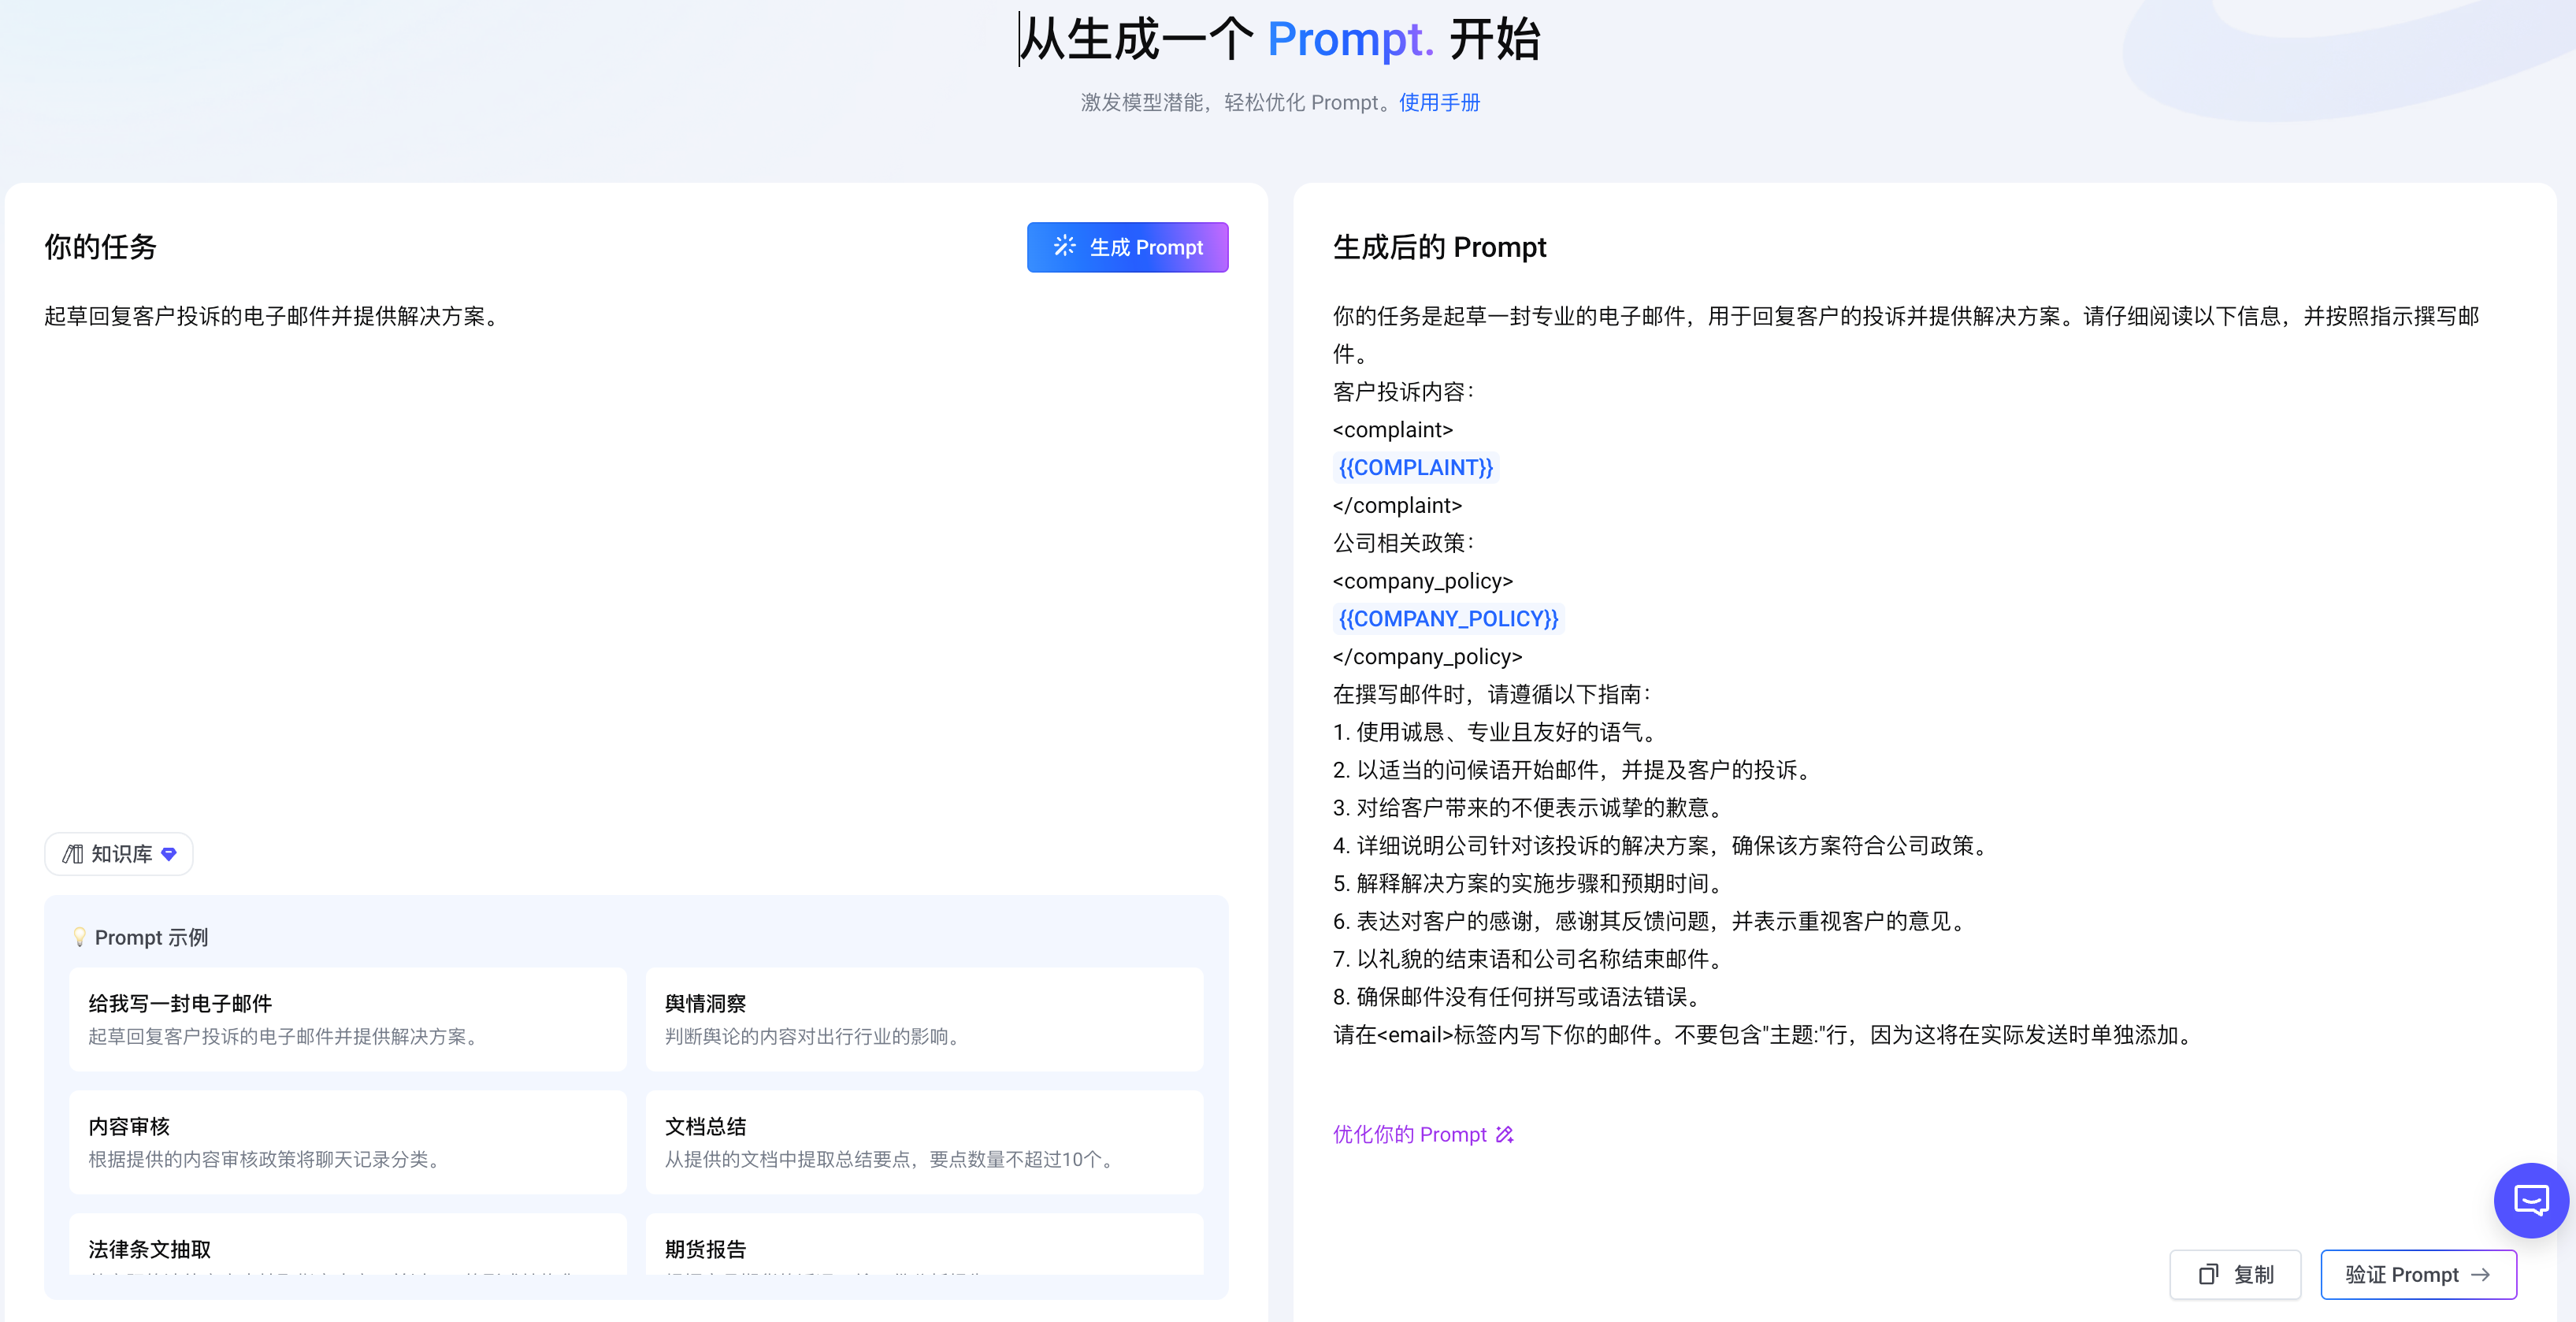 从生成一个 Prompt. 开始
激发模型潜能，轻松优化 Prompt。使用手册
你的任务
生成 Prompt
起草回复客户投诉的电子邮件并提供解决方案。
知识库
Prompt 示例
给我写一封电子邮件
起草回复客户投诉的电子邮件并提供解决方案。
舆情洞察
判断舆论的内容对出行行业的影响。
内容审核
根据提供的内容审核政策将聊天记录分类。
文档总结
从提供的文档中提取总结要点，要点数量不超过10个。
法律条文抽取
期货报告
生成后的 Prompt
你的任务是起草一封专业的电子邮件，用于回复客户的投诉并提供解决方案。请仔细阅读以下信息，并按照指示撰写邮
件。
客户投诉内容：
<complaint>
{{COMPLAINT}}
</complaint>
公司相关政策：
<company_policy>
{{COMPANY_POLICY}}
</company_policy>
在撰写邮件时，请遵循以下指南：
1. 使用诚恳、专业且友好的语气。
2. 以适当的问候语开始邮件，并提及客户的投诉。
3. 对给客户带来的不便表示诚挚的歉意。
4. 详细说明公司针对该投诉的解决方案，确保该方案符合公司政策。
5. 解释解决方案的实施步骤和预期时间。
6. 表达对客户的感谢，感谢其反馈问题，并表示重视客户的意见。
7. 以礼貌的结束语和公司名称结束邮件。
8. 确保邮件没有任何拼写或语法错误。
请在<email>标签内写下你的邮件。不要包含"主题:"行，因为这将在实际发送时单独添加。
优化你的 Prompt
复制
验证 Prompt